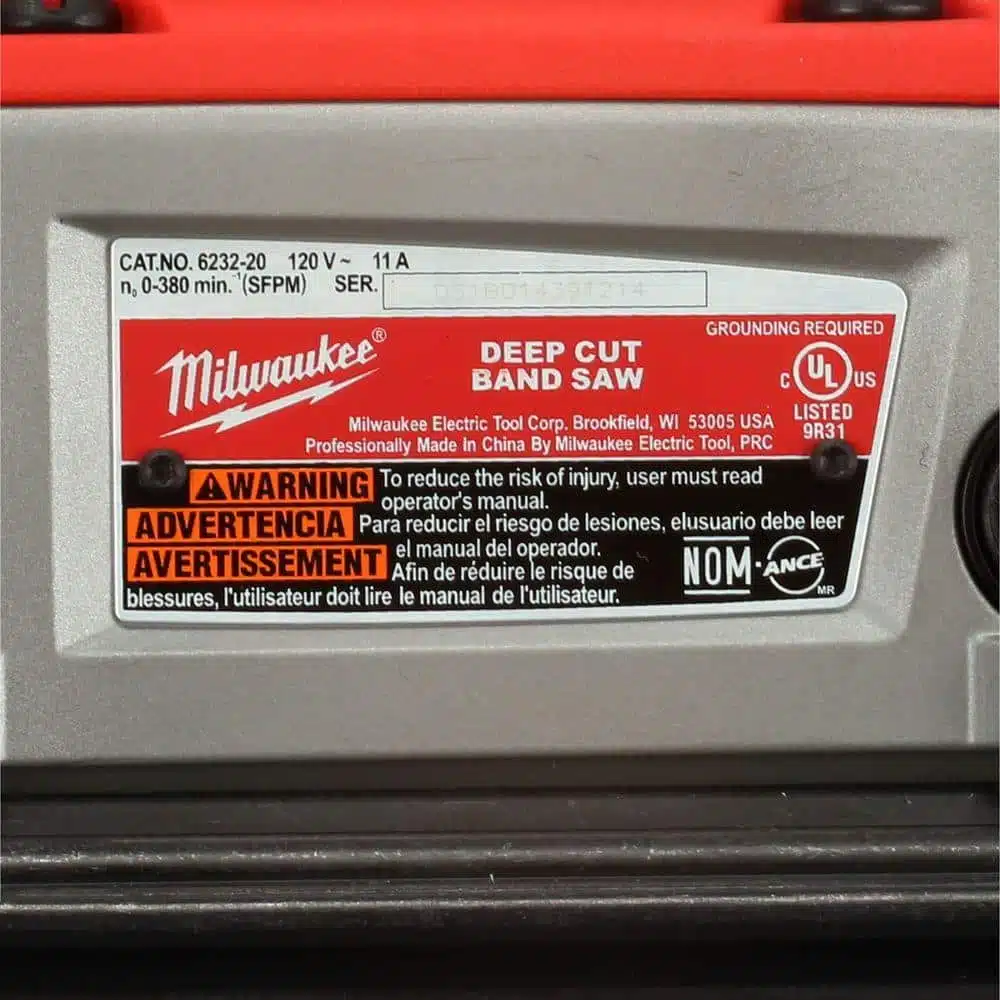 CAT.NO. 6232-20 120 V~ 11 A
n₀ 0-380 min.⁻¹(SFPM) SER.
GROUNDING REQUIRED
Milwaukee®
DEEP CUT
BAND SAW
C UL US
LISTED
9R31
Milwaukee Electric Tool Corp. Brookfield, WI 53005 USA
Professionally Made In China By Milwaukee Electric Tool, PRC
WARNING To reduce the risk of injury, user must read
operator's manual.
ADVERTENCIA Para reducir el riesgo de lesiones, elusuario debe leer
el manual del operador.
AVERTISSEMENT Afin de réduire le risque de
blessures, l'utilisateur doit lire le manual de l'utilisateur.
NOM-ANCE
MR